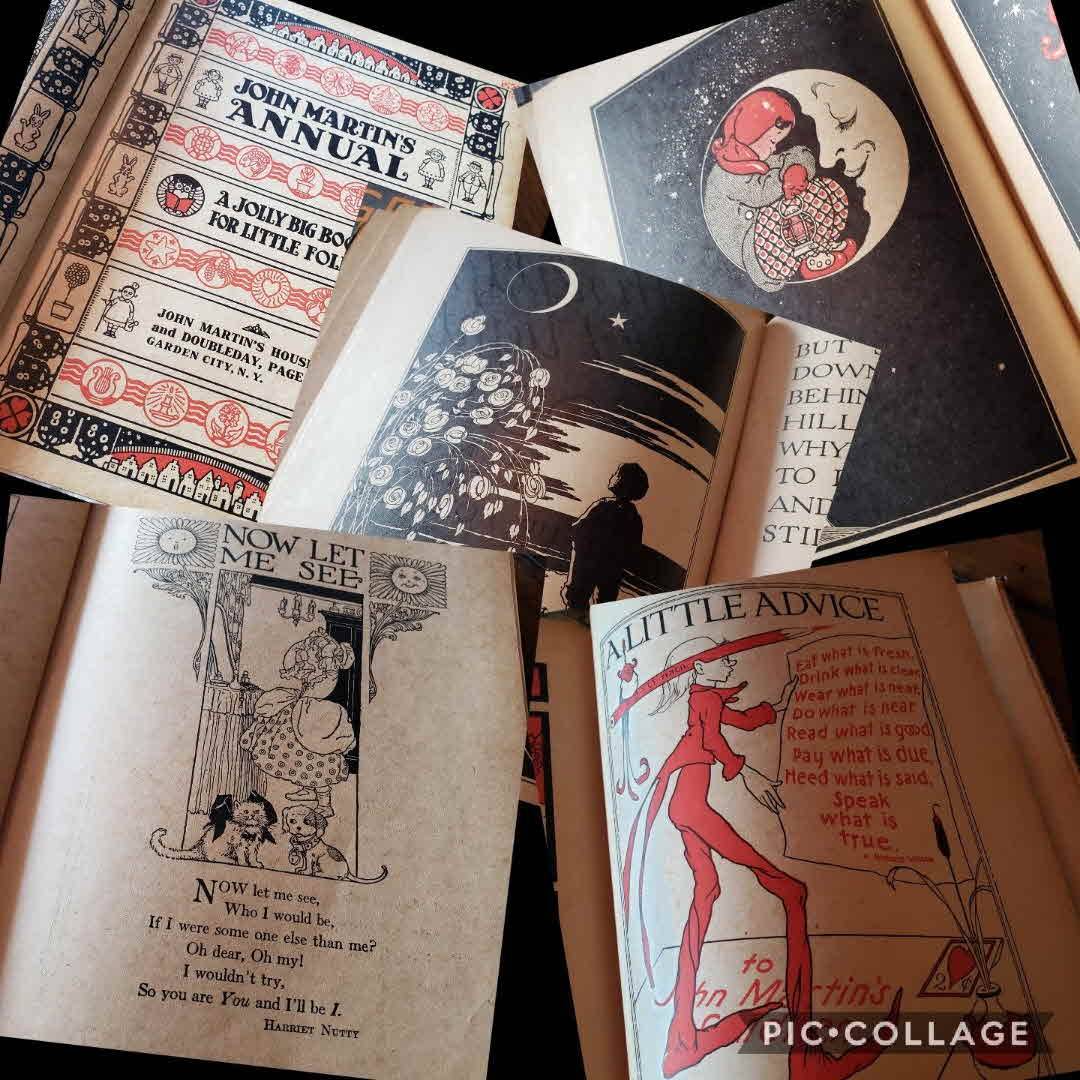 JOHN MARTIN'S
ANNUAL
A JOLLY BIG
FOR LITTLE
JOHN MARTIN'S
and DOUBLEDAY, PAGE
GARDEN CITY, N. Y.
BUT
DOWN
BEHIN
HILL
WHY
TO
AND
STIL
NOW LET
ME SEE
NOW let me see,
Who I would be,
If I were some one else than me?
Oh dear, Oh my!
I wouldn't try,
So you are You and I'll be I.
HARRIET NUTTY
A LITTLE ADVICE
Eat what is fresh,
Drink what is clear,
Wear what is neat,
Do what is near
Read what is good
Pay what is due,
Heed what is said,
Speak
what is
true.
to
John Martin's
2¢
PIC•COLLAGE